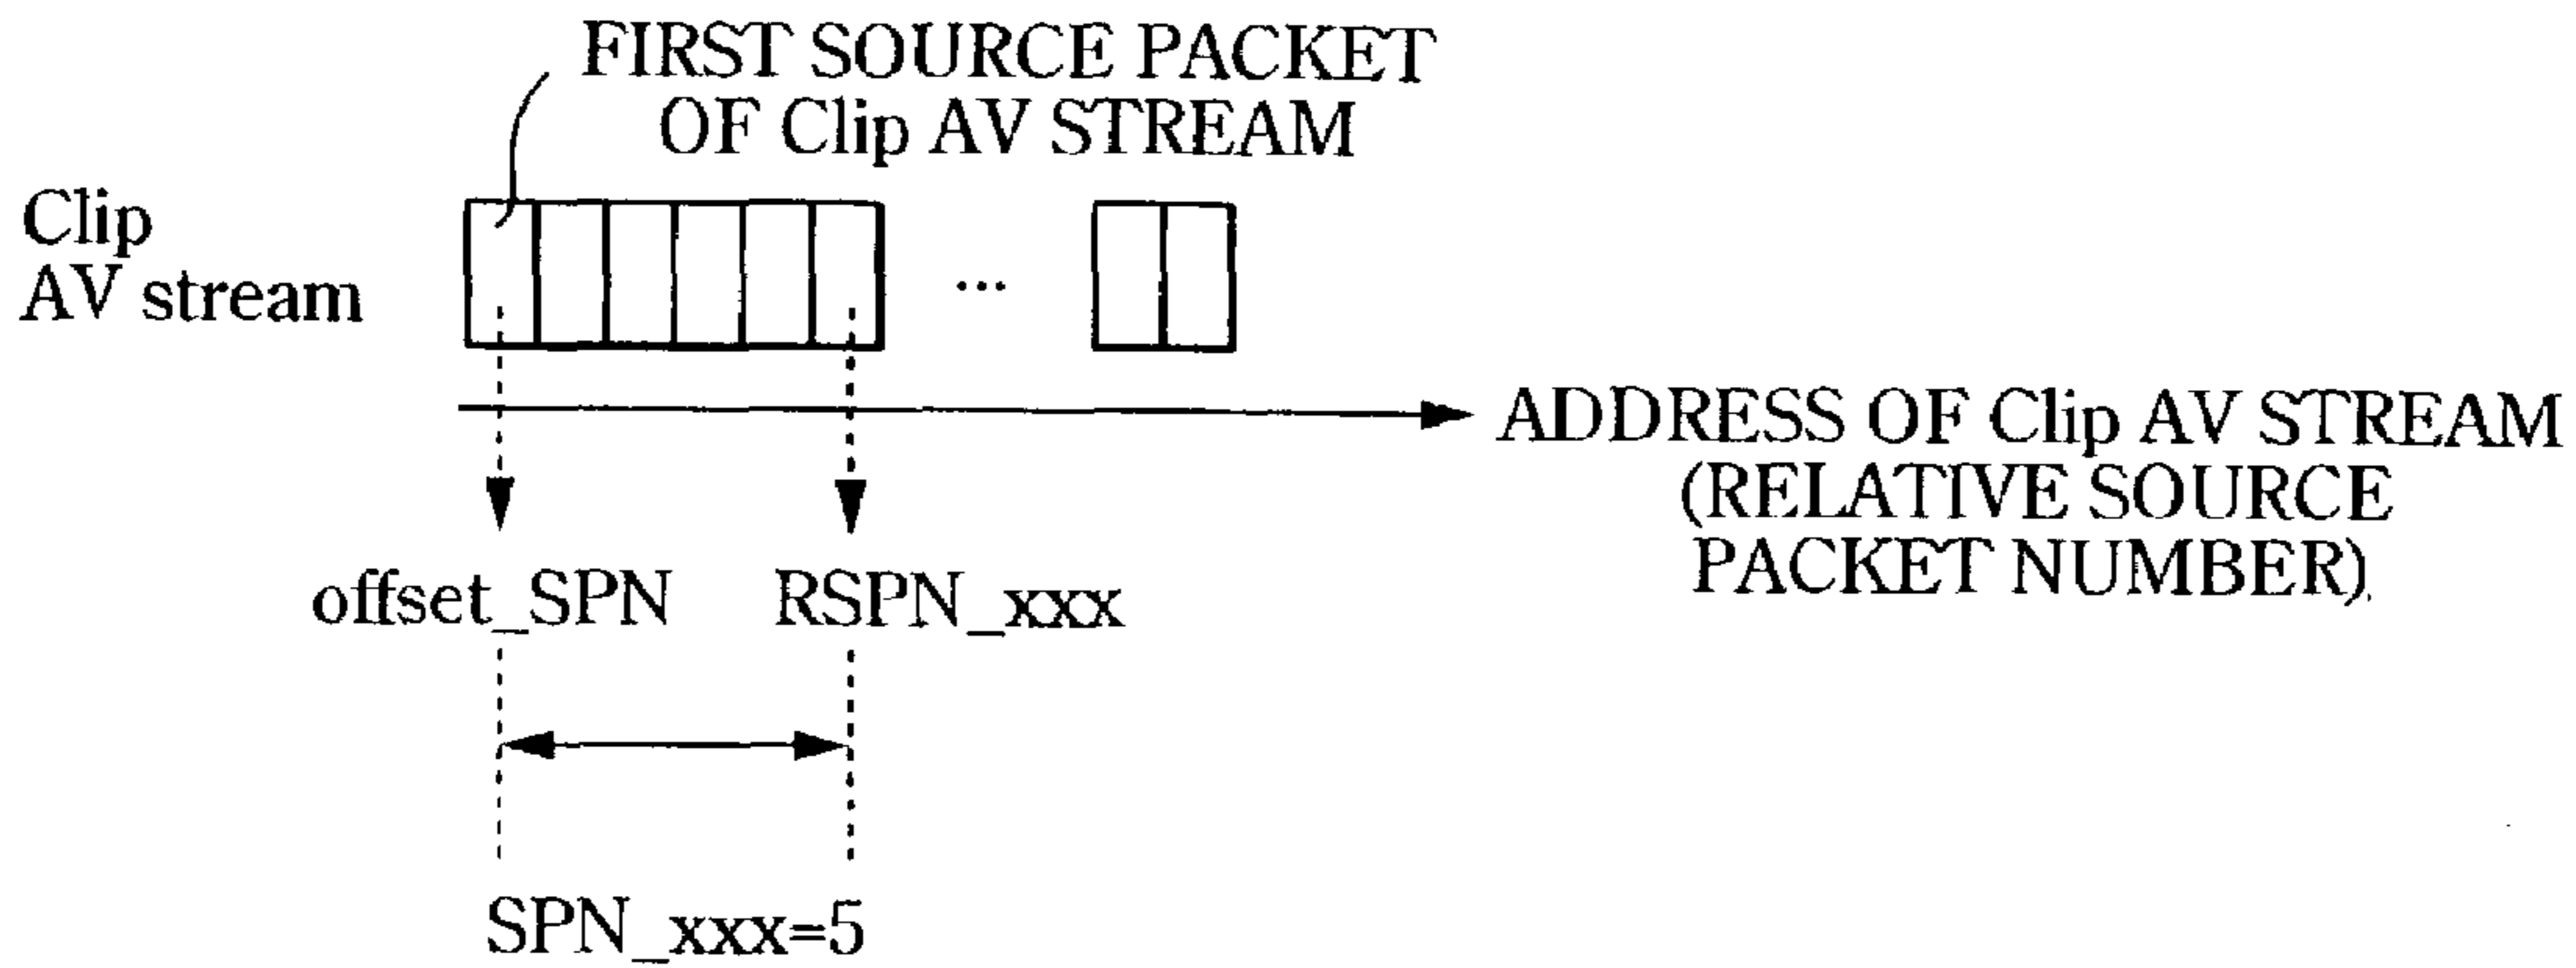 FIRST SOURCE PACKET
OF Clip AV STREAM
Clip
AV stream
...
ADDRESS OF Clip AV STREAM
(RELATIVE SOURCE
PACKET NUMBER)
offset_SPN
RSPN_xxx
SPN_xxx=5